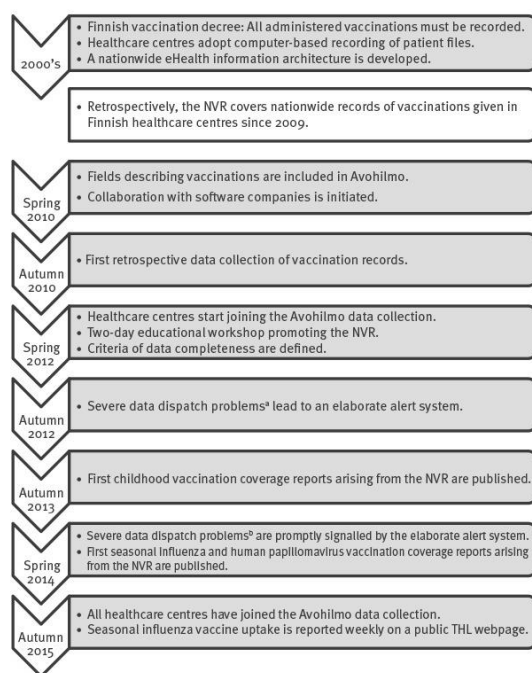 2000's
• Finnish vaccination decree: All administered vaccinations must be recorded.
• Healthcare centres adopt computer-based recording of patient files.
• A nationwide eHealth information architecture is developed.
• Retrospectively, the NVR covers nationwide records of vaccinations given in
Finnish healthcare centres since 2009.
Spring
2010
• Fields describing vaccinations are included in Avohilmo.
• Collaboration with software companies is initiated.
Autumn
2010
• First retrospective data collection of vaccination records.
Spring
2012
• Healthcare centres start joining the Avohilmo data collection.
• Two-day educational workshop promoting the NVR.
• Criteria of data completeness are defined.
Autumn
2012
• Severe data dispatch problemsᵃ lead to an elaborate alert system.
Autumn
2013
• First childhood vaccination coverage reports arising from the NVR are published.
Spring
2014
• Severe data dispatch problemsᵇ are promptly signalled by the elaborate alert system.
• First seasonal influenza and human papillomavirus vaccination coverage reports arising
from the NVR are published.
Autumn
2015
• All healthcare centres have joined the Avohilmo data collection.
• Seasonal influenza vaccine uptake is reported weekly on a public THL webpage.